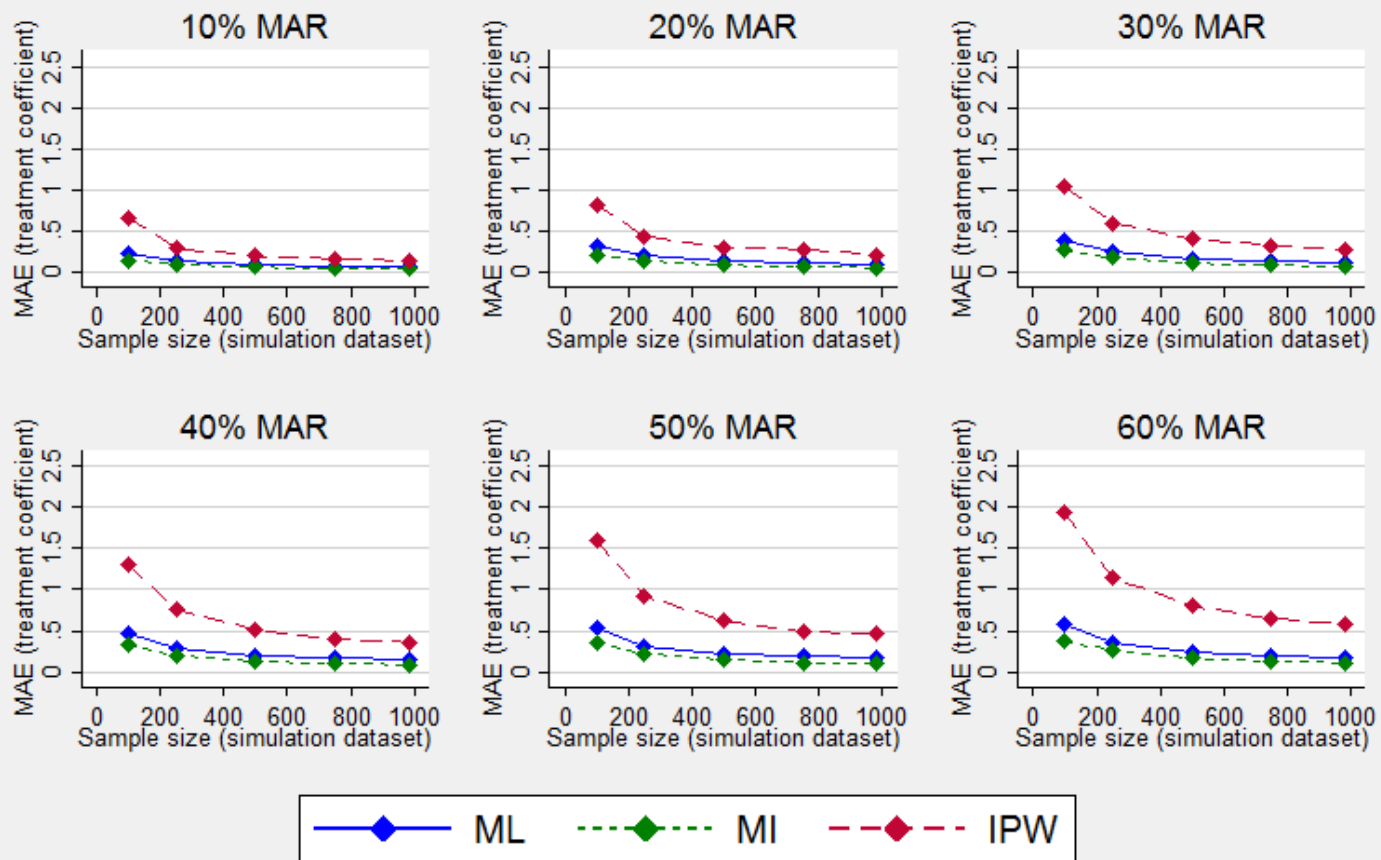 10% MAR
20% MAR
30% MAR
MAE (treatment coefficient)
0 .5 1 1.5 2 2.5
MAE (treatment coefficient)
0 .5 1 1.5 2 2.5
MAE (treatment coefficient)
0 .5 1 1.5 2 2.5
0 200 400 600 800 1000
0 200 400 600 800 1000
0 200 400 600 800 1000
Sample size (simulation dataset)
Sample size (simulation dataset)
Sample size (simulation dataset)
40% MAR
50% MAR
60% MAR
MAE (treatment coefficient)
0 .5 1 1.5 2 2.5
MAE (treatment coefficient)
0 .5 1 1.5 2 2.5
MAE (treatment coefficient)
0 .5 1 1.5 2 2.5
0 200 400 600 800 1000
0 200 400 600 800 1000
0 200 400 600 800 1000
Sample size (simulation dataset)
Sample size (simulation dataset)
Sample size (simulation dataset)
ML MI IPW